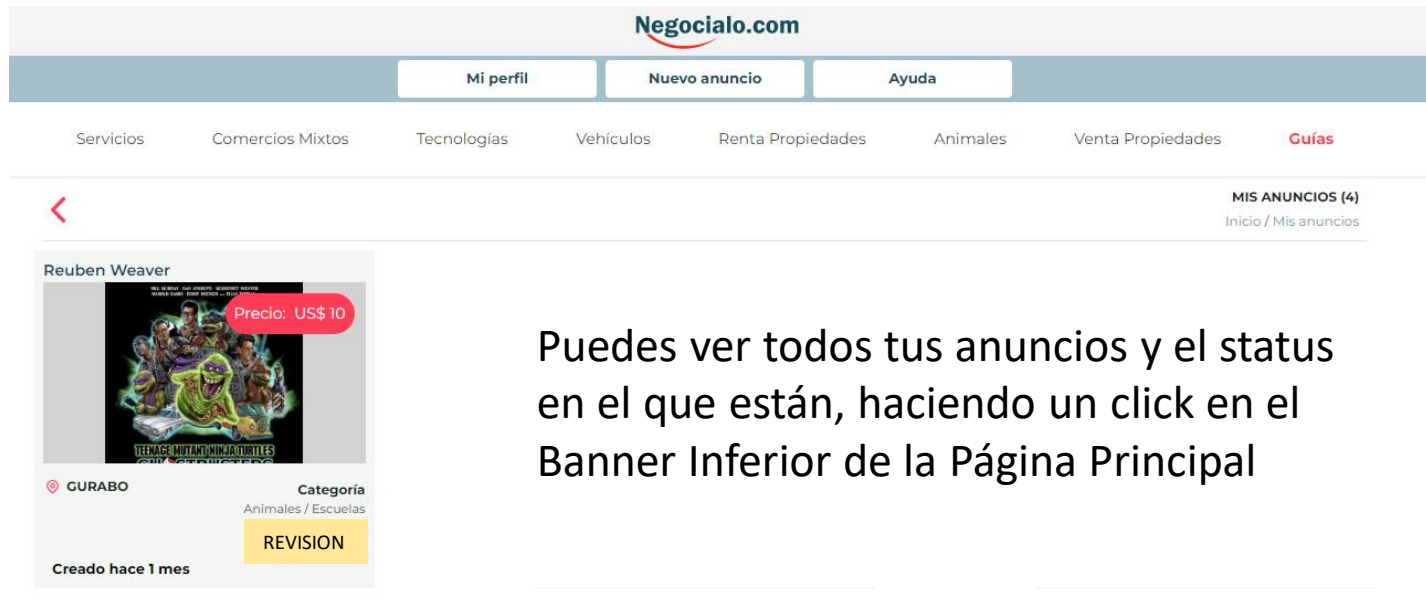 Negocialo.com
Mi perfil
Nuevo anuncio
Ayuda
Servicios
Comercios Mixtos
Tecnologías
Vehículos
Renta Propiedades
Animales
Venta Propiedades
Guías
MIS ANUNCIOS (4)
Inicio / Mis anuncios
Reuben Weaver
Precio: US$ 10
TEENAGE MUTANT NINJA TURTLES
GHOSTBUSTERS
GURABO
Categoría
Animales / Escuelas
REVISION
Creado hace 1 mes
Puedes ver todos tus anuncios y el status
en el que están, haciendo un click en el
Banner Inferior de la Página Principal